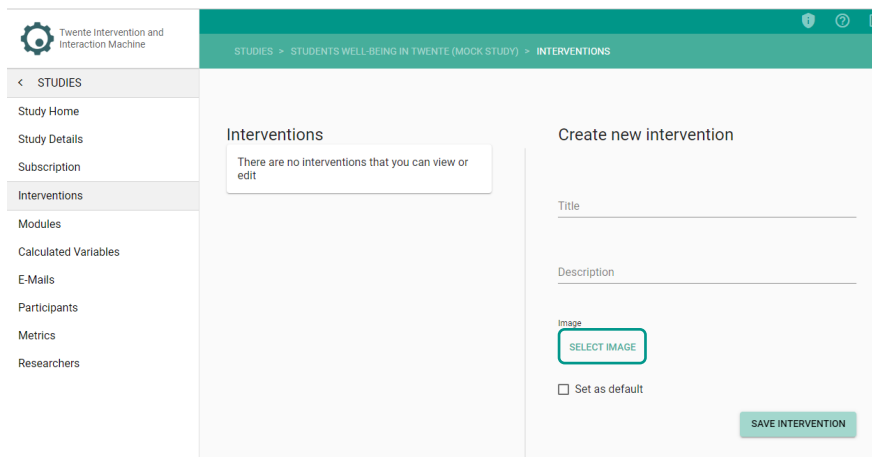 Twente Intervention and
Interaction Machine
STUDIES > STUDENTS WELL-BEING IN TWENTE (MOCK STUDY) > INTERVENTIONS
< STUDIES
Study Home
Study Details
Subscription
Interventions
Modules
Calculated Variables
E-Mails
Participants
Metrics
Researchers
Interventions
There are no interventions that you can view or
edit
Create new intervention
Title
Description
Image
SELECT IMAGE
Set as default
SAVE INTERVENTION